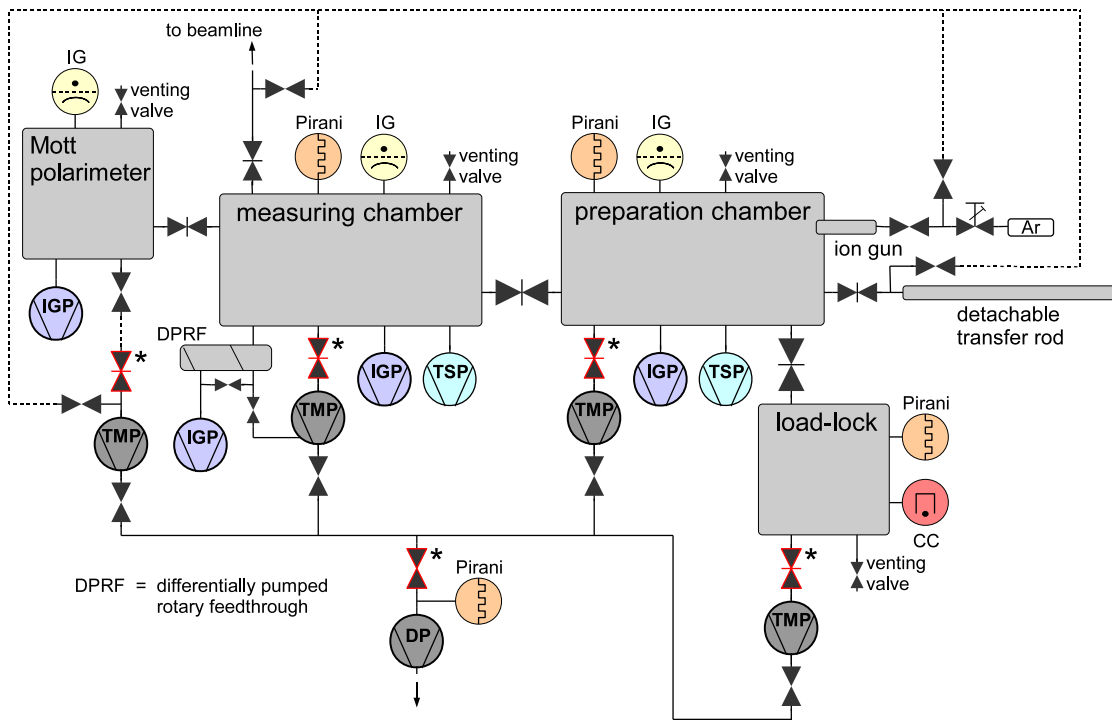 to beamline
IG
venting
valve
Mott
polarimeter
Pirani
IG
venting
valve
measuring chamber
Pirani
IG
venting
valve
preparation chamber
ion gun
Ar
detachable
transfer rod
IGP
*
TMP
DPRF
IGP
*
TMP
IGP
TSP
*
TMP
IGP
TSP
load-lock
Pirani
CC
*
venting
valve
TMP
*
Pirani
DP
DPRF = differentially pumped
rotary feedthrough